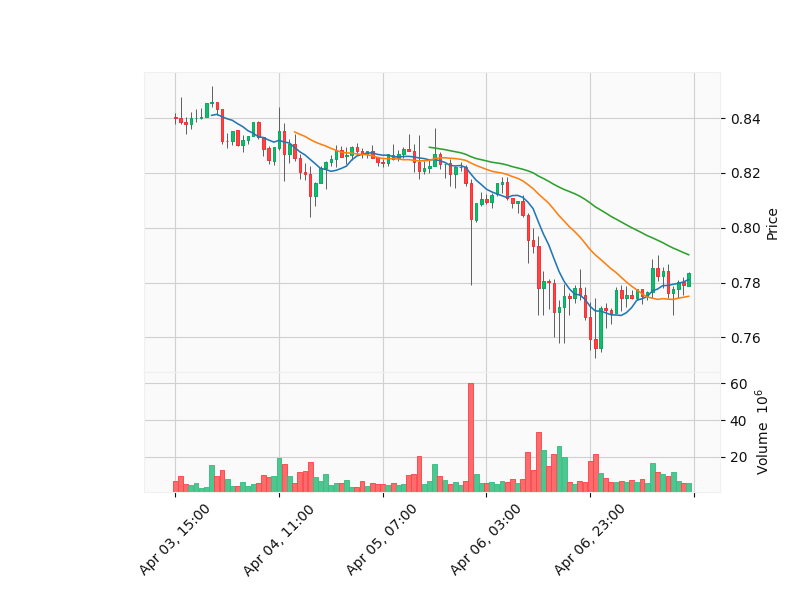 0.84
0.82
0.80
0.78
0.76
Price
60
40
20
Volume 10^6
Apr 03, 15:00
Apr 04, 11:00
Apr 05, 07:00
Apr 06, 03:00
Apr 06, 23:00